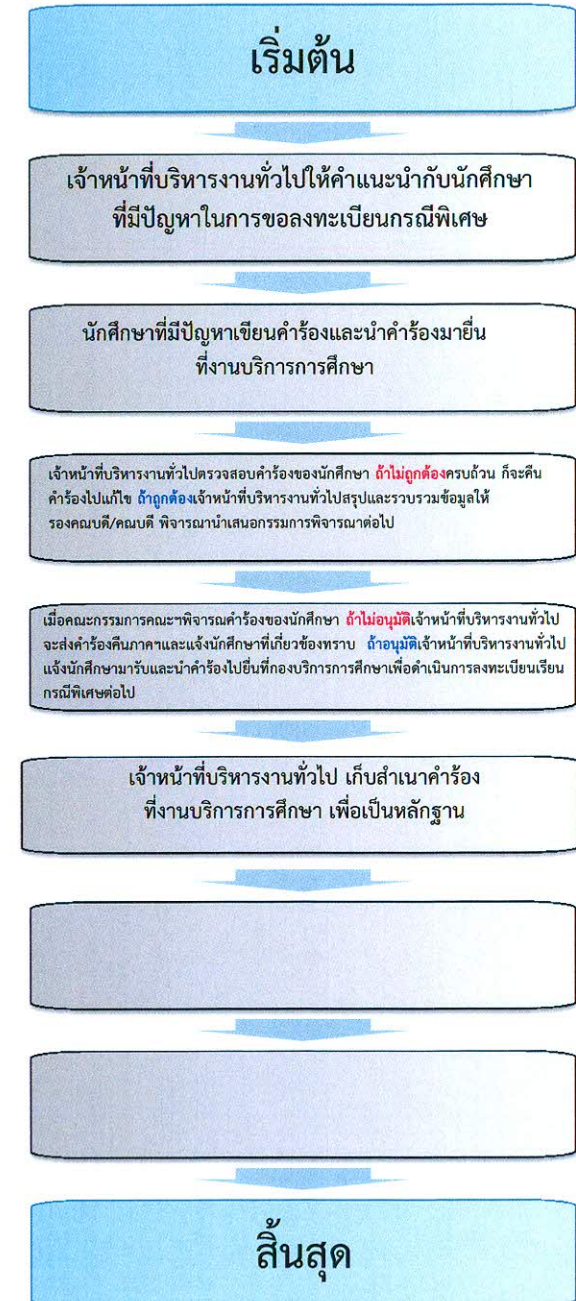 เริ่มต้น
เจ้าหน้าที่บริหารงานทั่วไปให้คำแนะนำกับนักศึกษา
ที่มีปัญหาในการขอลงทะเบียนกรณีพิเศษ
นักศึกษาที่มีปัญหาเขียนคำร้องและนำคำร้องมายื่น
ที่งานบริการการศึกษา
เจ้าหน้าที่บริหารงานทั่วไปตรวจสอบคำร้องของนักศึกษา ถ้าไม่ถูกต้องครบถ้วน ก็จะคืน
คำร้องไปแก้ไข ถ้าถูกต้องเจ้าหน้าที่บริหารงานทั่วไปสรุปและรวบรวมข้อมูลให้
รองคณบดี/คณบดี พิจารณานำเสนอกรรมการพิจารณาต่อไป
เมื่อคณะกรรมการคณะฯพิจารณคำร้องของนักศึกษา ถ้าไม่อนุมัติเจ้าหน้าที่บริหารงานทั่วไป
จะส่งคำร้องคืนภาคฯและแจ้งนักศึกษาที่เกี่ยวข้องทราบ ถ้าอนุมัติเจ้าหน้าที่บริหารงานทั่วไป
แจ้งนักศึกษามารับและนำคำร้องไปยื่นที่กองบริการการศึกษาเพื่อดำเนินการลงทะเบียนเรียน
กรณีพิเศษต่อไป
เจ้าหน้าที่บริหารงานทั่วไป เก็บสำเนาคำร้อง
ที่งานบริการการศึกษา เพื่อเป็นหลักฐาน
สิ้นสุด